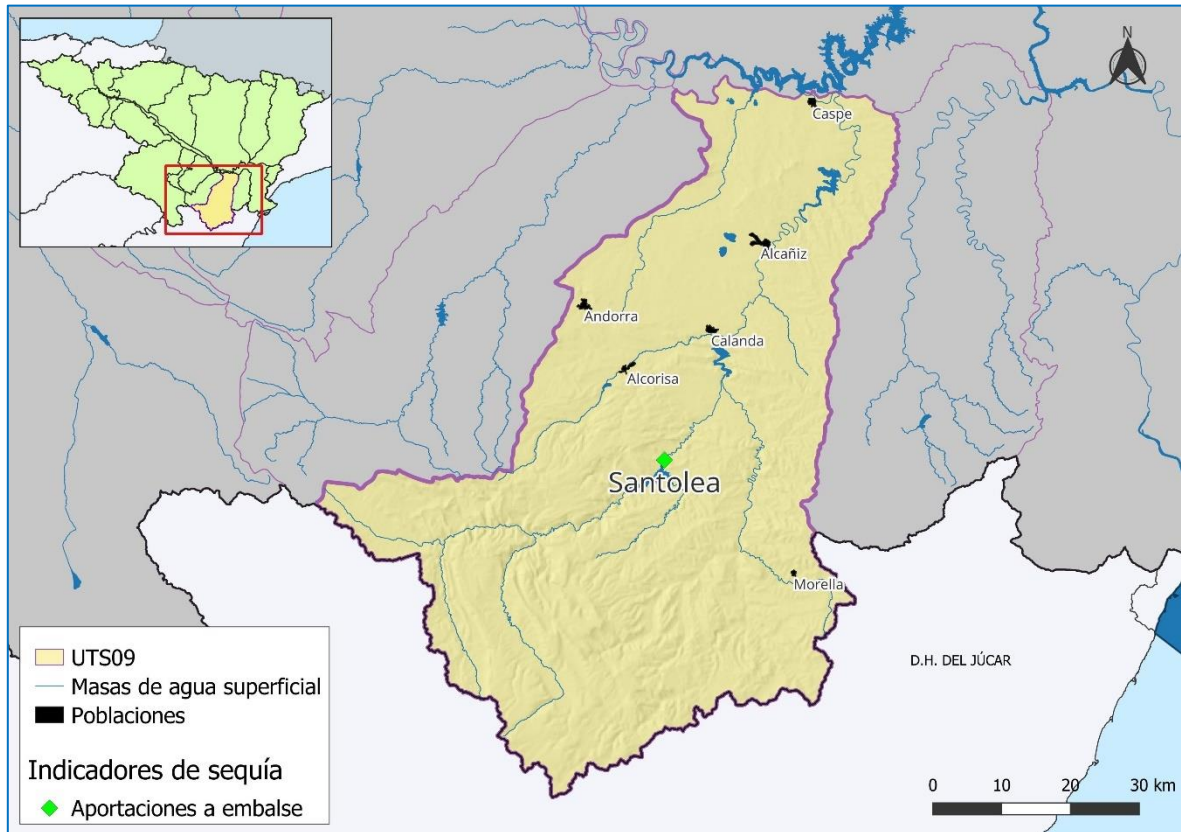 N
Caspe
Alcañiz
Andorra
Calanda
Alcorisa
Santolea
Morella
D.H. DEL JÚCAR
UTS09
Masas de agua superficial
Poblaciones
Indicadores de sequía
Aportaciones a embalse
0 10 20 30 km